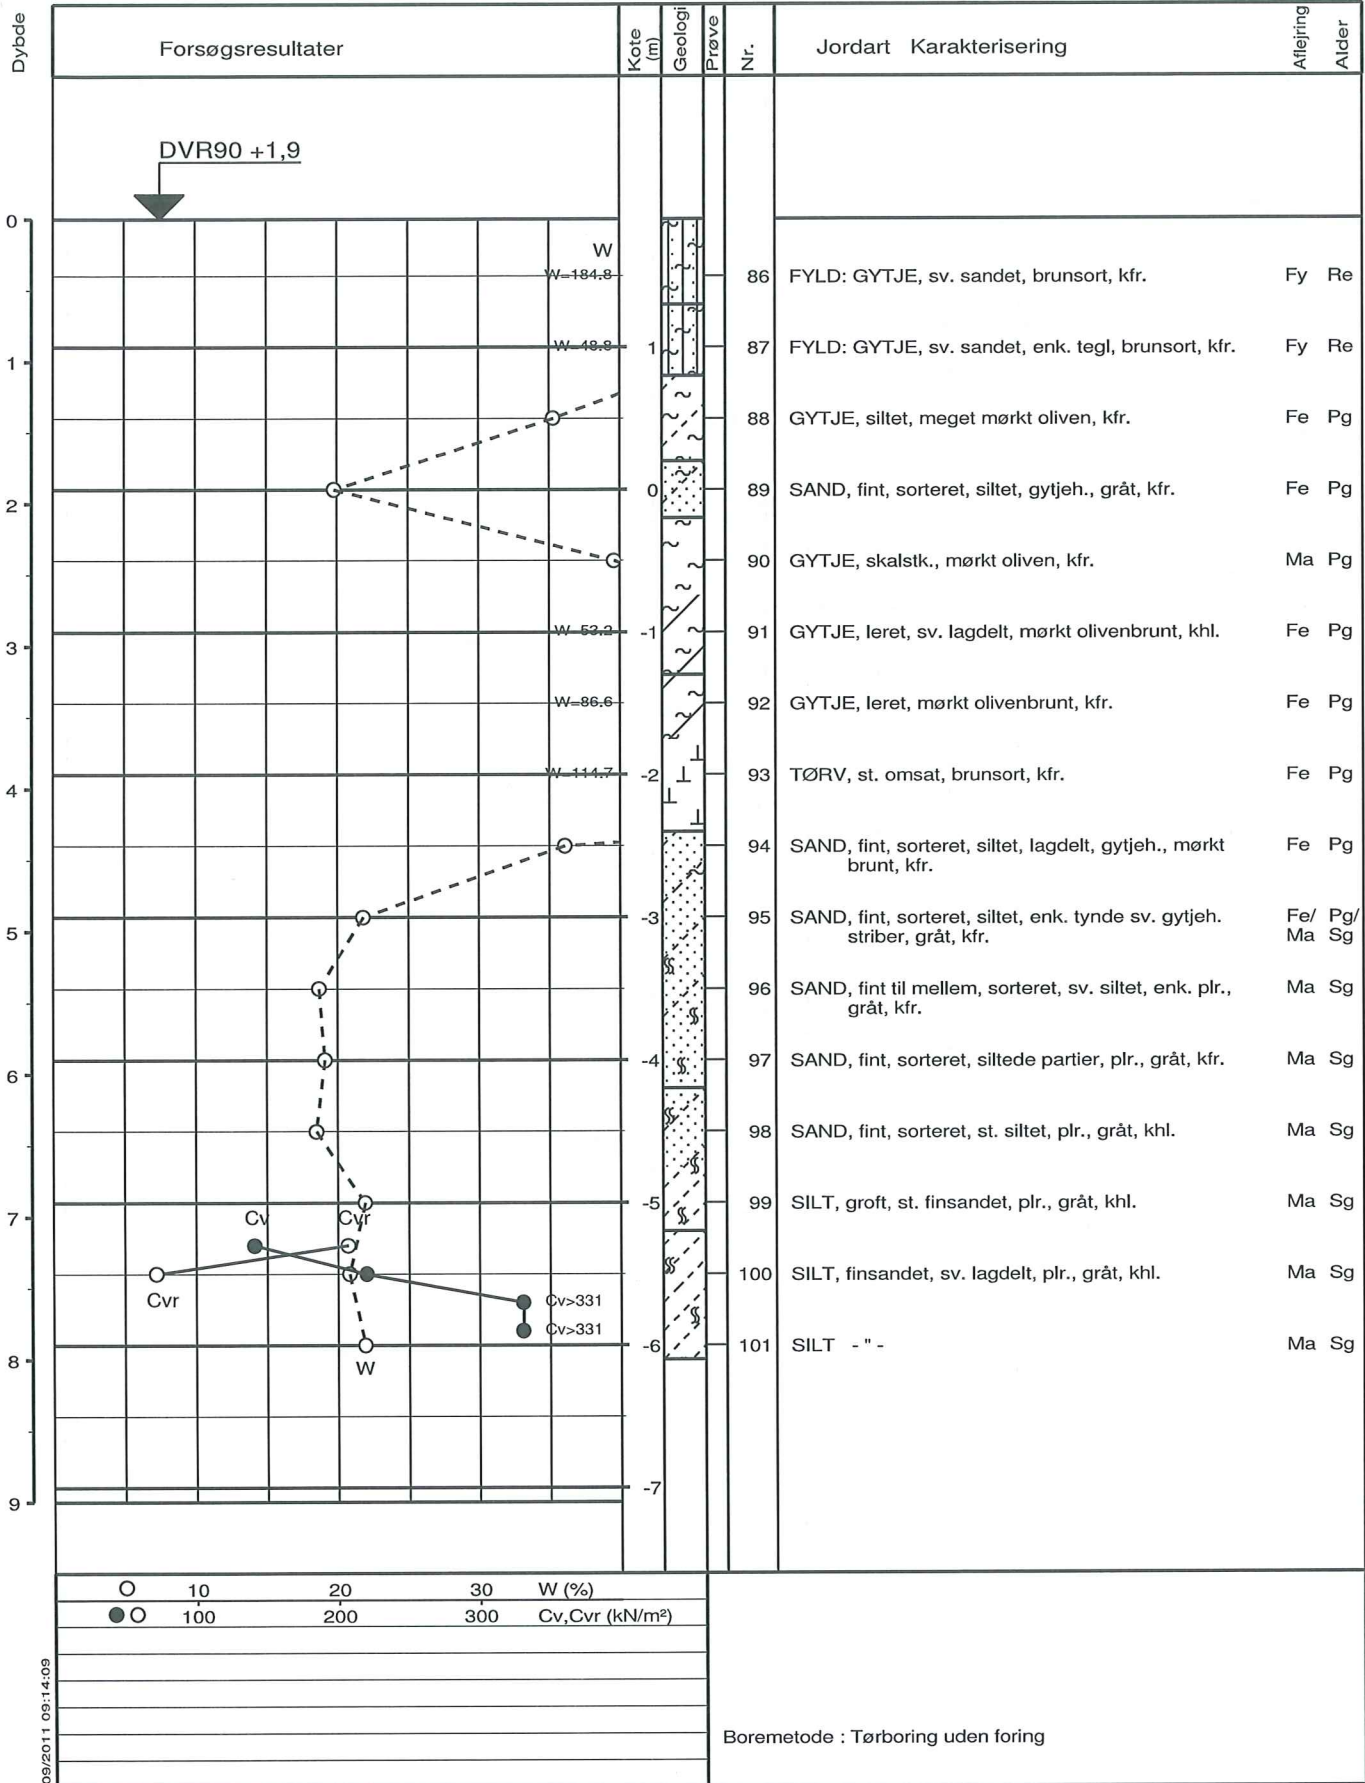 Dybde
Forsøgsresultater
Kote (m)
Geologi
Prøve
Nr.
Jordart Karakterisering
Aflejring
Alder
DVR90 +1,9
0
W
W=184.8
86 FYLD: GYTJE, sv. sandet, brunsort, kfr. Fy Re
W=48.8 1 87 FYLD: GYTJE, sv. sandet, enk. tegl, brunsort, kfr. Fy Re
1
88 GYTJE, siltet, meget mørkt oliven, kfr. Fe Pg
0 89 SAND, fint, sorteret, siltet, gytjeh., gråt, kfr. Fe Pg
2
90 GYTJE, skalstk., mørkt oliven, kfr. Ma Pg
W=53.2 -1 91 GYTJE, leret, sv. lagdelt, mørkt olivenbrunt, khl. Fe Pg
3
W=86.6 92 GYTJE, leret, mørkt olivenbrunt, kfr. Fe Pg
W=114.7 -2 93 TØRV, st. omsat, brunsort, kfr. Fe Pg
4
94 SAND, fint, sorteret, siltet, lagdelt, gytjeh., mørkt Fe Pg
brunt, kfr.
-3 95 SAND, fint, sorteret, siltet, enk. tynde sv. gytjeh. Fe/ Pg/
5 striber, gråt, kfr. Ma Sg
96 SAND, fint til mellem, sorteret, sv. siltet, enk. plr., Ma Sg
gråt, kfr.
-4 97 SAND, fint, sorteret, siltede partier, plr., gråt, kfr. Ma Sg
6
98 SAND, fint, sorteret, st. siltet, plr., gråt, khl. Ma Sg
-5 99 SILT, groft, st. finsandet, plr., gråt, khl. Ma Sg
7 Cv Cvr
100 SILT, finsandet, sv. lagdelt, plr., gråt, khl. Ma Sg
Cvr Cv>331
Cv>331
-6 101 SILT - " - Ma Sg
8 W
-7
9
10 20 30 W (%)
100 200 300 Cv,Cvr (kN/m²)
09/2011 09:14:09
Boremetode : Tørboring uden foring